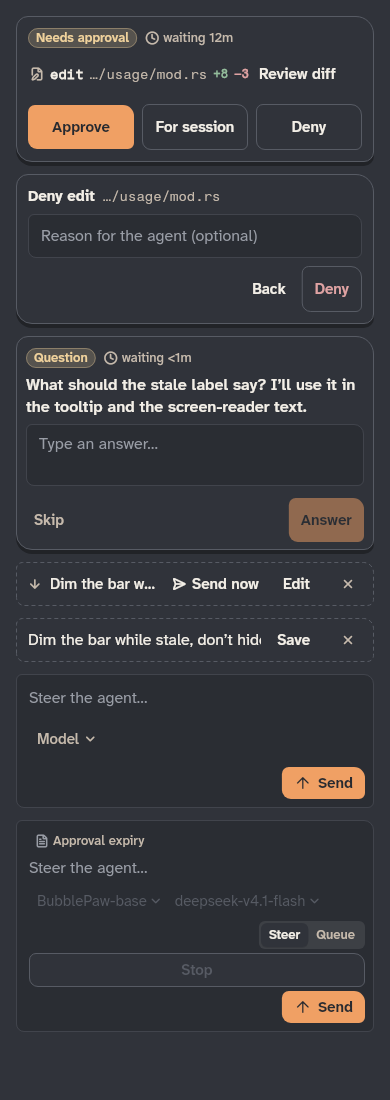 Needs approval waiting 12m
edit …/usage/mod.rs +8 −3 Review diff
Approve For session Deny
Deny edit …/usage/mod.rs
Reason for the agent (optional)
Back Deny
Question waiting <1m
What should the stale label say? I’ll use it in
the tooltip and the screen-reader text.
Type an answer…
Skip Answer
Dim the bar w… Send now Edit ×
Dim the bar while stale, don’t hide Save ×
Steer the agent…
Model
Send
Approval expiry
Steer the agent…
BubblePaw-base deepseek-v4.1-flash
Steer Queue
Stop
Send